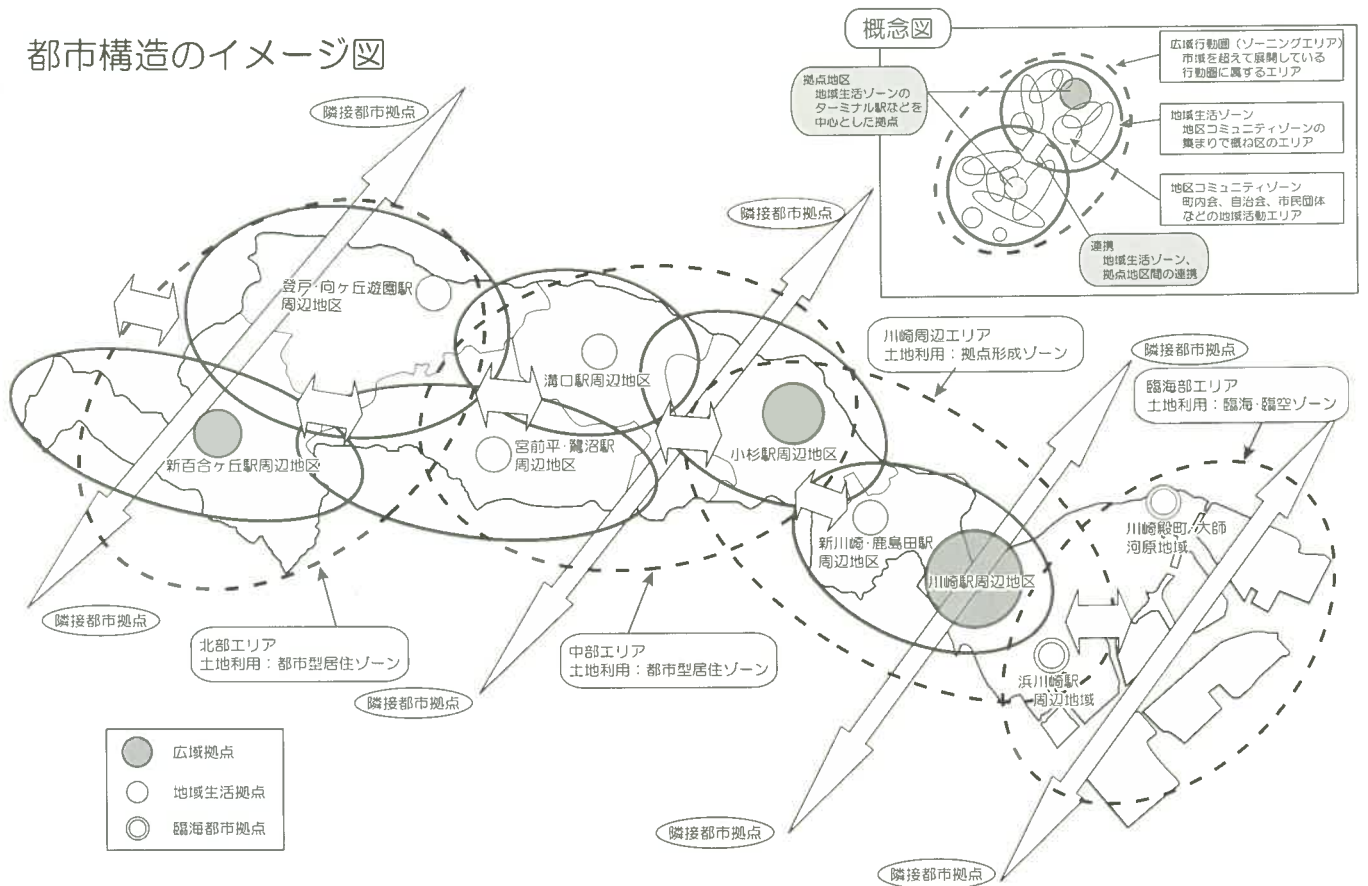 都市構造のイメージ図
概念図
広域行動圏（ゾーニングエリア）
市域を超えて展開している
行動圏に属するエリア
拠点地区
地域生活ゾーンの
ターミナル駅などを
中心とした拠点
地域生活ゾーン
地区コミュニティゾーンの
集まりで概ね区のエリア
地区コミュニティゾーン
町内会、自治会、市民団体
などの地域活動エリア
連携
地域生活ゾーン、
拠点地区間の連携
隣接都市拠点
隣接都市拠点
登戸・向ヶ丘遊園駅
周辺地区
川崎周辺エリア
土地利用：拠点形成ゾーン
隣接都市拠点
臨海部エリア
土地利用：臨海・臨空ゾーン
溝口駅周辺地区
宮前平・鷺沼駅
周辺地区
小杉駅周辺地区
新百合ヶ丘駅周辺地区
川崎殿町・大師
河原地域
新川崎・鹿島田駅
周辺地区
川崎駅周辺地区
隣接都市拠点
北部エリア
土地利用：都市型居住ゾーン
中部エリア
土地利用：都市型居住ゾーン
浜川崎駅
周辺地域
隣接都市拠点
広域拠点
地域生活拠点
臨海都市拠点
隣接都市拠点
隣接都市拠点